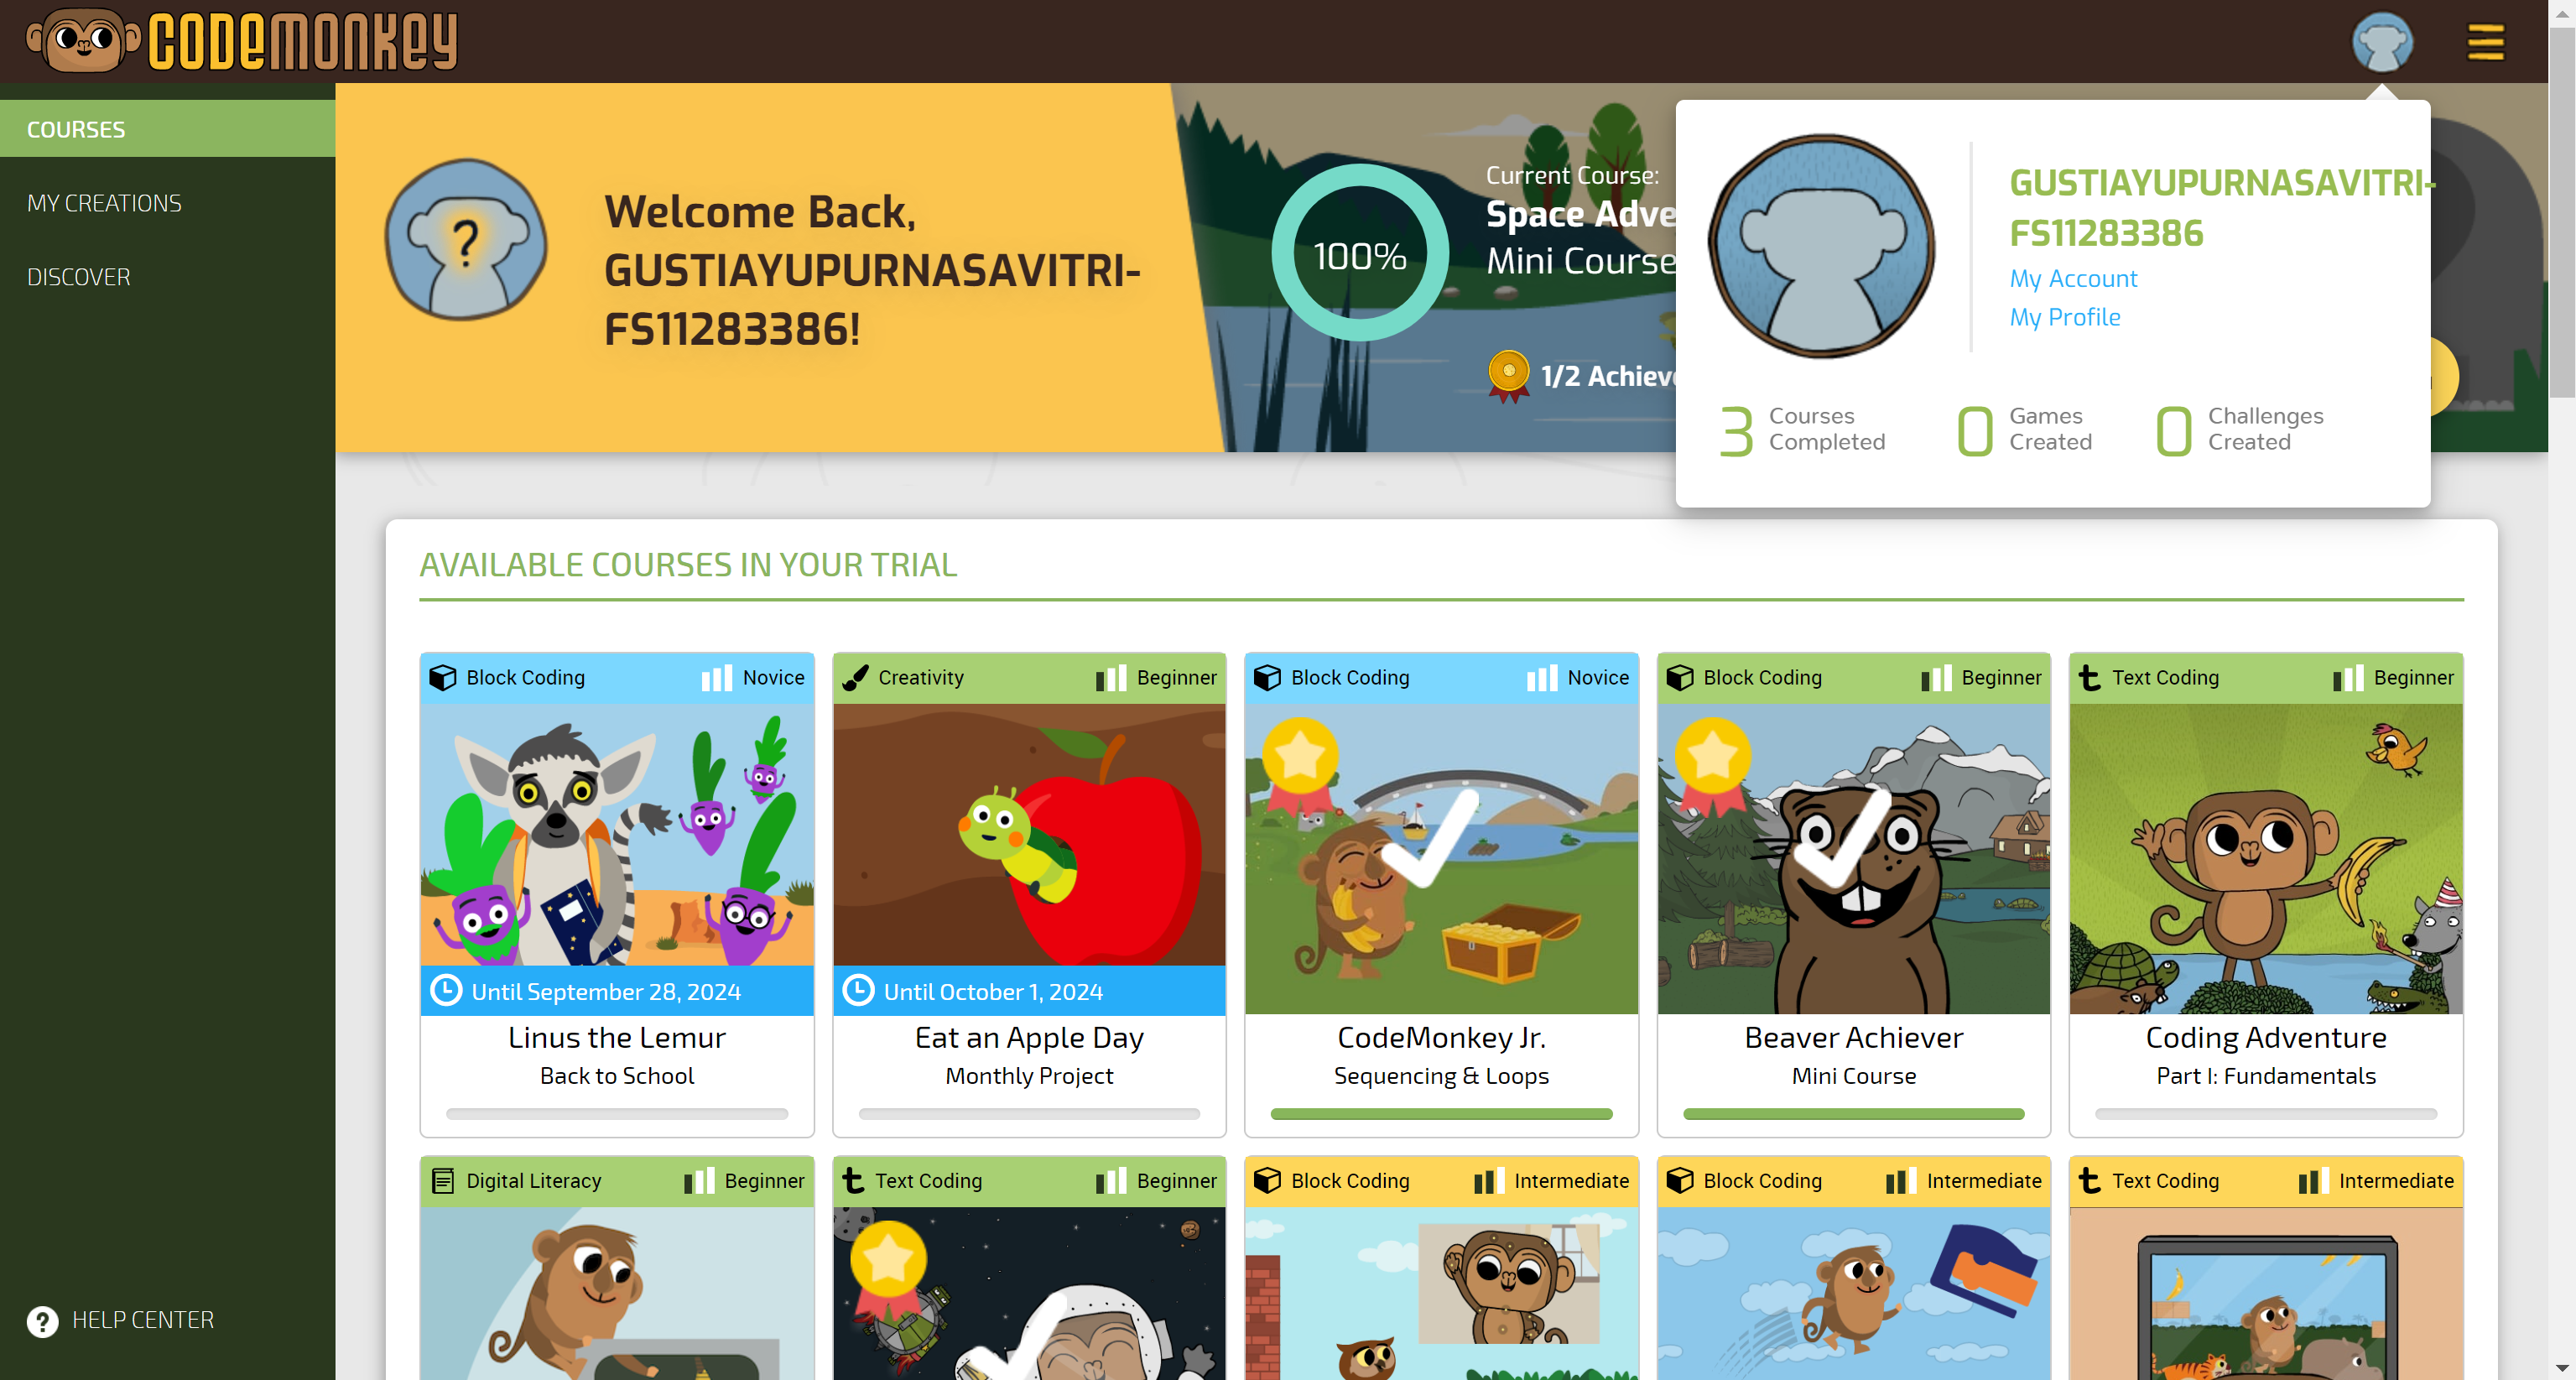 CODEMONKEY
COURSES
MY CREATIONS
DISCOVER
HELP CENTER
Welcome Back,
GUSTIAYUPURNASAVITRI-
FS11283386!
100%
Current Course:
Space
Mini Course
1/2
GUSTIAYUPURNASAVITRI-
FS11283386
My Account
My Profile
3 Courses Completed
0 Games Created
0 Challenges Created
AVAILABLE COURSES IN YOUR TRIAL
Block Coding Novice
Until September 28, 2024
Linus the Lemur
Back to School
Creativity Beginner
Until October 1, 2024
Eat an Apple Day
Monthly Project
Block Coding Novice
CodeMonkey Jr.
Sequencing & Loops
Block Coding Beginner
Beaver Achiever
Mini Course
Text Coding Beginner
Coding Adventure
Part I: Fundamentals
Digital Literacy Beginner
Text Coding Beginner
Block Coding Intermediate
Block Coding Intermediate
Text Coding Intermediate